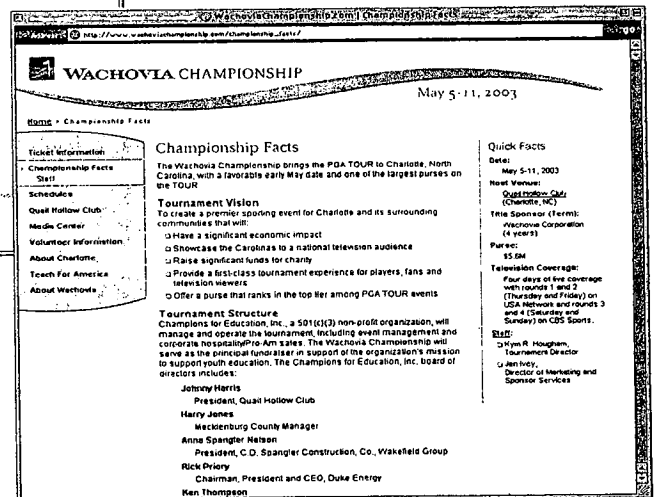 WachoviaChampionship.com | Championship Facts
http://www.wachoviachampionship.com/championship_facts/
go
WACHOVIA CHAMPIONSHIP
May 5-11, 2003
Home > Championship Facts
Ticket Information
Championship Facts
Staff
Schedules
Quail Hollow Club
Media Center
Volunteer Information
About Charlotte
Teach For America
About Wachovia
Championship Facts
The Wachovia Championship brings the PGA TOUR to Charlotte, North
Carolina, with a favorable early May date and one of the largest purses on
the TOUR
Tournament Vision
To create a premier sporting event for Charlotte and its surrounding
communities that will:
Have a significant economic impact
Showcase the Carolinas to a national television audience
Raise significant funds for charity
Provide a first-class tournament experience for players, fans and
television viewers
Offer a purse that ranks in the top tier among PGA TOUR events
Tournament Structure
Champions for Education, Inc., a 501(c)(3) non-profit organization, will
manage and operate the tournament, including event management and
corporate hospitality/Pro-Am sales. The Wachovia Championship will
serve as the principal fundraiser in support of the organization's mission
to support youth education. The Champions for Education, Inc. board of
directors includes:
Johnny Harris
President, Quail Hollow Club
Harry Jones
Mecklenburg County Manager
Anna Spangler Nelson
President, C.D. Spangler Construction, Co., Wakefield Group
Rick Priory
Chairman, President and CEO, Duke Energy
Ken Thompson
Quick Facts
Date:
May 5-11, 2003
Host Venue:
Quail Hollow Club
(Charlotte, NC)
Title Sponsor (Term):
Wachovia Corporation
(4 years)
Purse:
$5.6M
Television Coverage:
Four days of live coverage
with rounds 1 and 2
(Thursday and Friday) on
USA Network and rounds 3
and 4 (Saturday and
Sunday) on CBS Sports.
Staff:
Kym R. Hougham,
Tournament Director
Jen Ivey,
Director of Marketing and
Sponsor Services